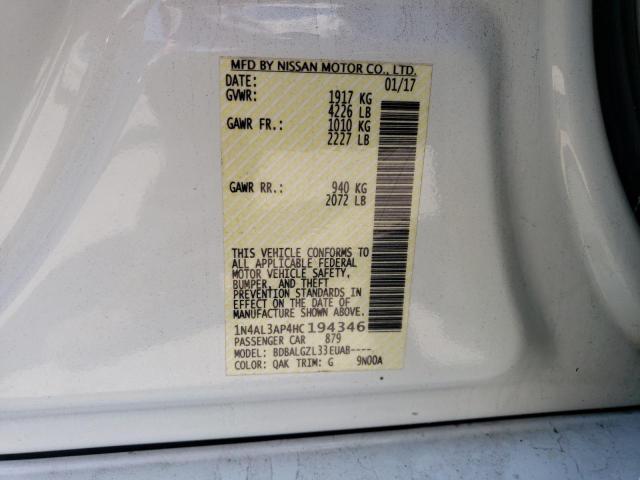 MFD BY NISSAN MOTOR CO., LTD.
DATE: 01/17
GVWR: 1917 KG
4226 LB
GAWR FR.: 1010 KG
2227 LB
GAWR RR.: 940 KG
2072 LB
THIS VEHICLE CONFORMS TO
ALL APPLICABLE FEDERAL
MOTOR VEHICLE SAFETY,
BUMPER, AND THEFT
PREVENTION STANDARDS IN
EFFECT ON THE DATE OF
MANUFACTURE SHOWN ABOVE.
1N4AL3AP4HC194346
PASSENGER CAR 879
MODEL: BDBALGZL33EUAB----
COLOR: QAK TRIM: G 9N00A